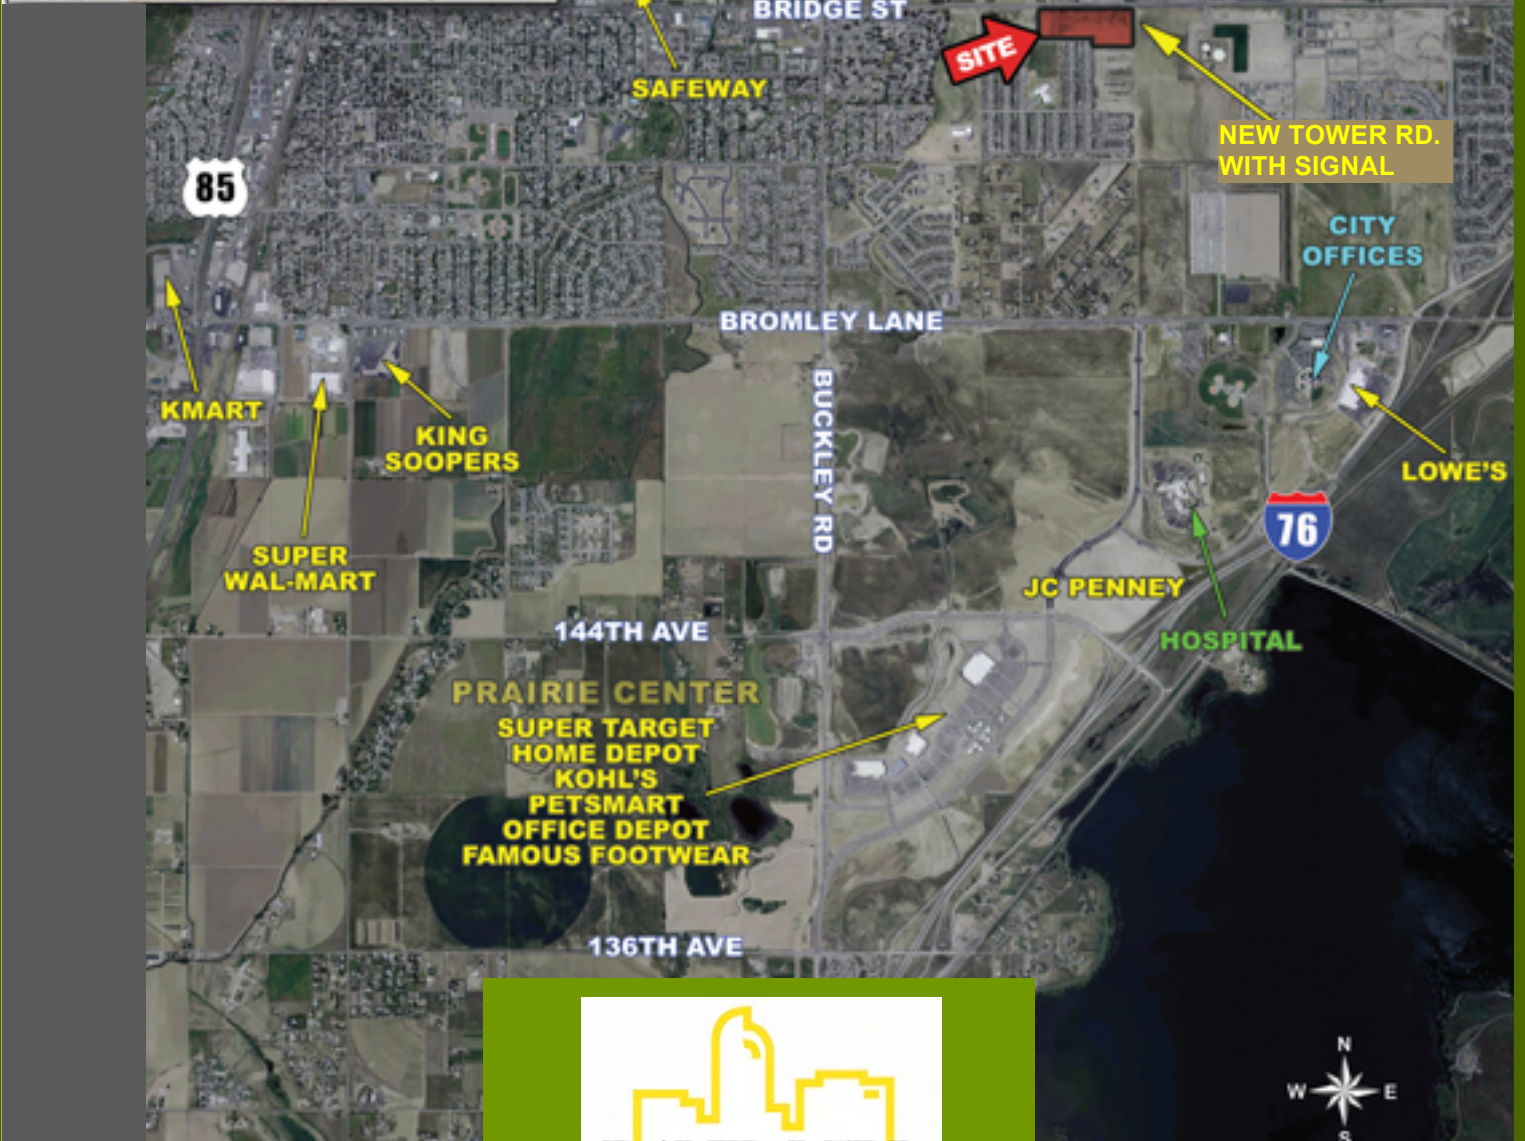 BRIDGE ST
SITE
SAFEWAY
NEW TOWER RD.
WITH SIGNAL
85
CITY
OFFICES
BROMLEY LANE
BUCKLEY RD
KMART
KING
SOOPERS
LOWE'S
76
SUPER
WAL-MART
JC PENNEY
144TH AVE
HOSPITAL
PRAIRIE CENTER
SUPER TARGET
HOME DEPOT
KOHL'S
PETSMART
OFFICE DEPOT
FAMOUS FOOTWEAR
136TH AVE
N
W E
S